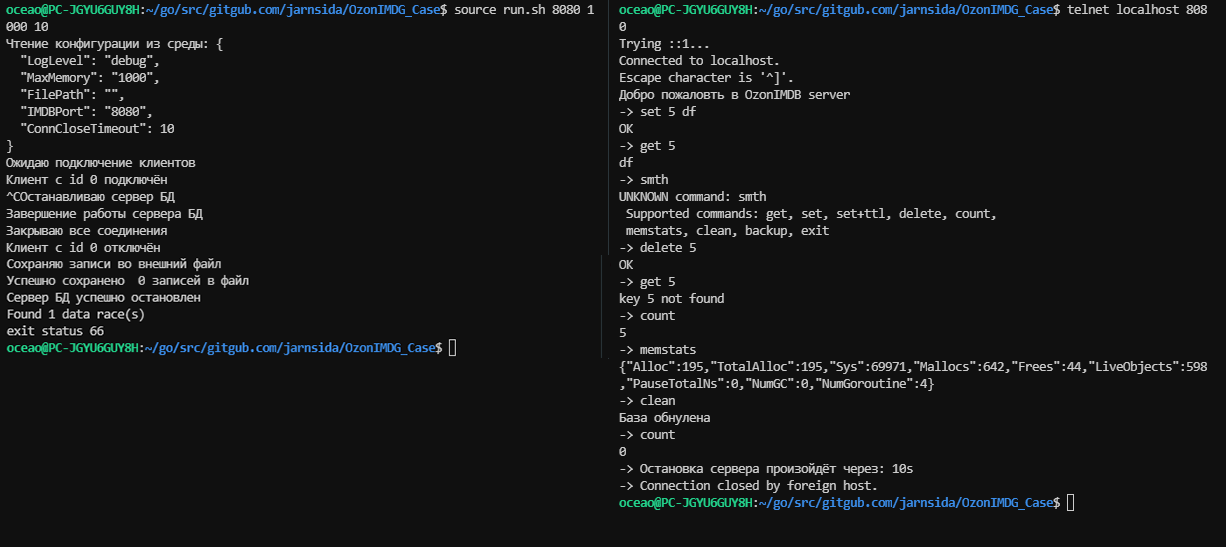 oceao@PC-JGYU6GUY8H:~/go/src/gitgub.com/jarnsida/OzonIMDG_Case$ source run.sh 8080 1
000 10
Чтение конфигурации из среды: {
  "LogLevel": "debug",
  "MaxMemory": "1000",
  "FilePath": "",
  "IMDBPort": "8080",
  "ConnCloseTimeout": 10
}
Ожидаю подключение клиентов
Клиент с id 0 подключён
^CОстанавливаю сервер БД
Завершение работы сервера БД
Закрываю все соединения
Клиент с id 0 отключён
Сохраняю записи во внешний файл
Успешно сохранено  0 записей в файл
Сервер БД успешно остановлен
Found 1 data race(s)
exit status 66
oceao@PC-JGYU6GUY8H:~/go/src/gitgub.com/jarnsida/OzonIMDG_Case$
oceao@PC-JGYU6GUY8H:~/go/src/gitgub.com/jarnsida/OzonIMDG_Case$ telnet localhost 808
0
Trying ::1...
Connected to localhost.
Escape character is '^]'.
Добро пожаловть в OzonIMDB server
-> set 5 df
OK
-> get 5
df
-> smth
UNKNOWN command: smth
 Supported commands: get, set, set+ttl, delete, count,
 memstats, clean, backup, exit
-> delete 5
OK
-> get 5
key 5 not found
-> count
5
-> memstats
{"Alloc":195,"TotalAlloc":195,"Sys":69971,"Mallocs":642,"Frees":44,"LiveObjects":598
,"PauseTotalNs":0,"NumGC":0,"NumGoroutine":4}
-> clean
База обнулена
-> count
0
-> Остановка сервера произойдёт через: 10s
-> Connection closed by foreign host.
oceao@PC-JGYU6GUY8H:~/go/src/gitgub.com/jarnsida/OzonIMDG_Case$